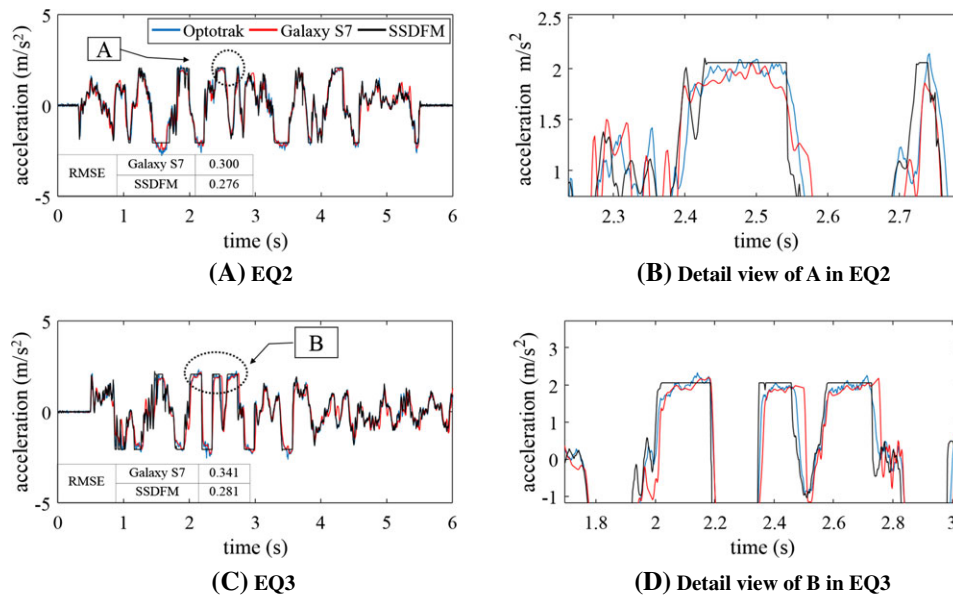 acceleration (m/s²)
5
0
-5
Optotrak Galaxy S7 SSDFM
A
RMSE Galaxy S7 0.300
SSDFM 0.276
0 1 2 3 4 5 6
time (s)
(A) EQ2
acceleration m/s²
2.5
2
1.5
1
2.3 2.4 2.5 2.6 2.7
time (s)
(B) Detail view of A in EQ2
acceleration (m/s²)
5
0
-5
B
RMSE Galaxy S7 0.341
SSDFM 0.281
0 1 2 3 4 5 6
time (s)
(C) EQ3
acceleration (m/s²)
3
2
1
0
-1
1.8 2 2.2 2.4 2.6 2.8 3
time (s)
(D) Detail view of B in EQ3